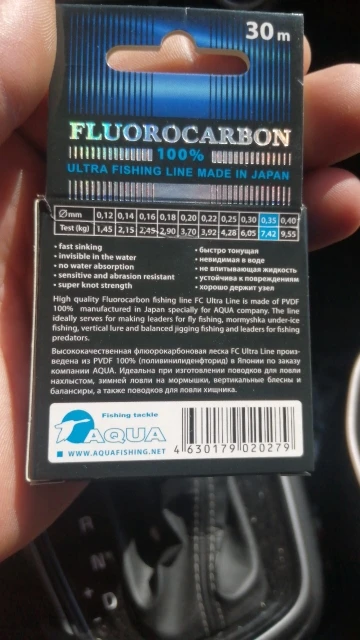 30 m
FLUOROCARBON
100%
ULTRA FISHING LINE MADE IN JAPAN
Ømm 0,12 0,14 0,16 0,18 0,20 0,22 0,25 0,30 0,35 0,40
Test (kg) 1,45 2,15 2,45 2,90 3,70 3,92 4,28 6,05 7,42 9,55
• fast sinking
• invisible in the water
• no water absorption
• sensitive and abrasion resistant
• super knot strength
• быстро тонущая
• невидимая в воде
• не впитывающая жидкость
• устойчива к повреждениям
• хорошо держит узел
High quality Fluorocarbon fishing line FC Ultra Line is made of PVDF
100% manufactured in Japan specially for AQUA company. The line
ideally serves for making leaders for fly fishing, mormyshka under-ice
fishing, vertical lure and balanced jigging fishing and leaders for fishing
predators.
Высококачественная флюорокарбоновая леска FC Ultra Line произ-
ведена из PVDF 100% (поливинилиденфторид) в Японии по заказу
компании AQUA. Идеальна при изготовлении поводков для ловли
нахлыстом, зимней ловли на мормышки, вертикальные блесны и
балансиры, а также поводков для ловли хищника.
Fishing tackle
AQUA
WWW.AQUAFISHING.NET
4 630179 020279
R
N
D